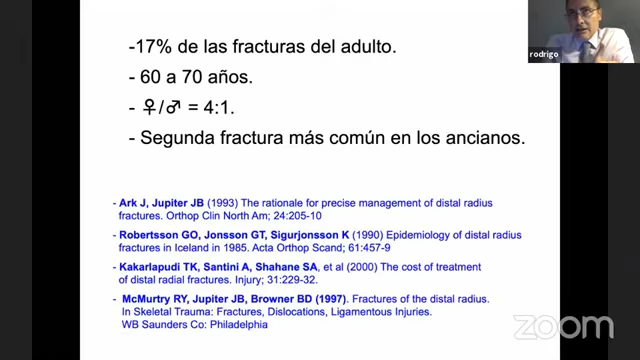 -17% de las fracturas del adulto.
- 60 a 70 años.
- ♀/♂ = 4:1.
- Segunda fractura más común en los ancianos.
- Ark J, Jupiter JB (1993) The rationale for precise management of distal radius
fractures. Orthop Clin North Am; 24:205-10
- Robertsson GO, Jonsson GT, Sigurjonsson K (1990) Epidemiology of distal radius
fractures in Iceland in 1985. Acta Orthop Scand; 61:457-9
- Kakarlapudi TK, Santini A, Shahane SA, et al (2000) The cost of treatment
of distal radial fractures. Injury; 31:229-32.
- McMurtry RY, Jupiter JB, Browner BD (1997). Fractures of the distal radius.
In Skeletal Trauma: Fractures, Dislocations, Ligamentous Injuries.
WB Saunders Co: Philadelphia
rodrigo
zoom